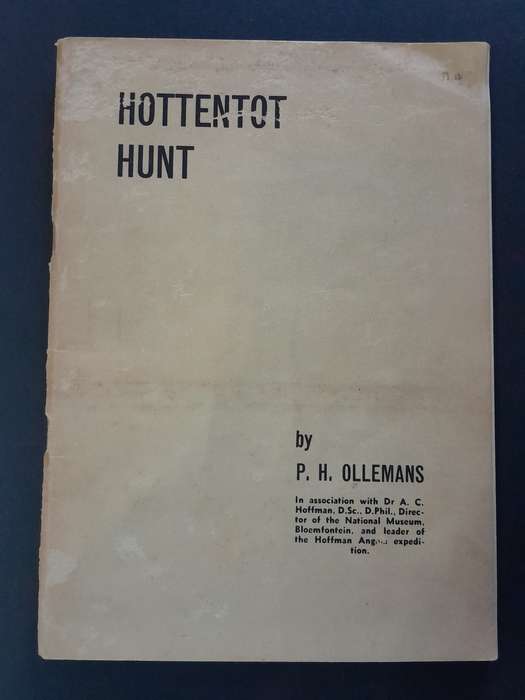 HOTTENTOT
HUNT
by
P. H. OLLEMANS
In association with Dr A. C.
Hoffman, D.Sc., D.Phil., Direc-
tor of the National Museum,
Bloemfontein, and leader of
the Hoffman expedi-
tion.